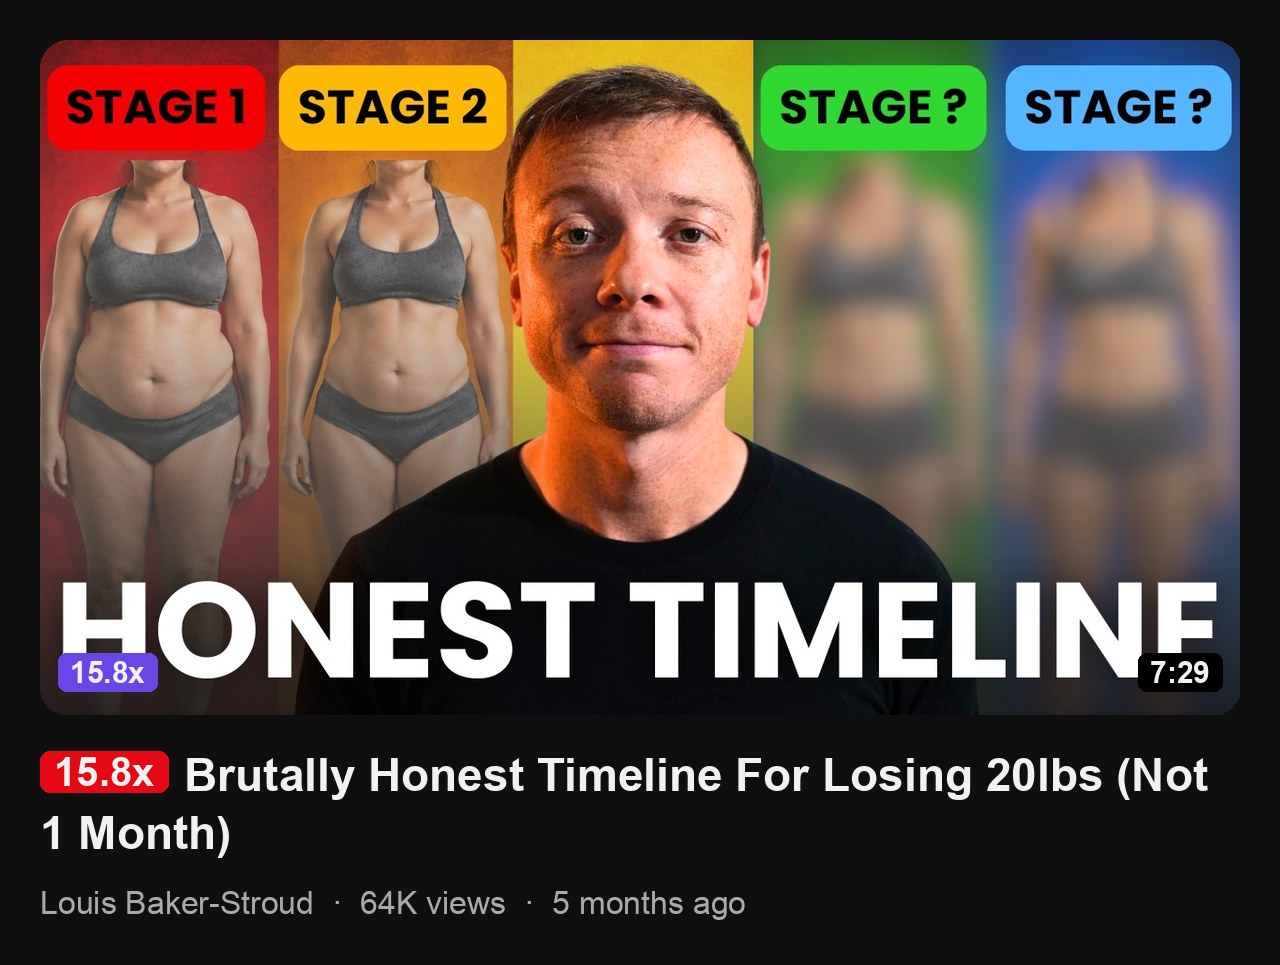 STAGE 1
STAGE 2
STAGE ?
STAGE ?
HONEST TIMELINE
15.8x
7:29
15.8x Brutally Honest Timeline For Losing 20lbs (Not
1 Month)
Louis Baker-Stroud · 64K views · 5 months ago